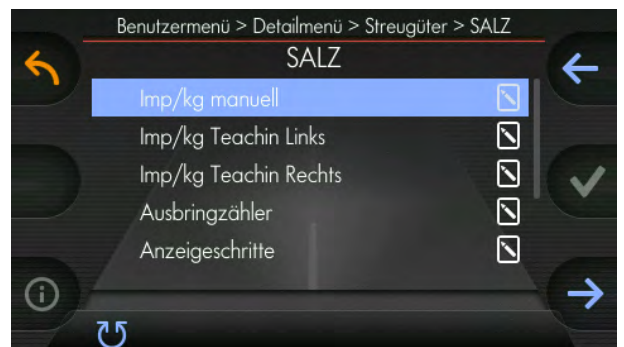 Benutzermenü > Detailmenü > Streugüter > SALZ
SALZ
Imp/kg manuell
Imp/kg Teachin Links
Imp/kg Teachin Rechts
Ausbringzähler
Anzeigeschritte